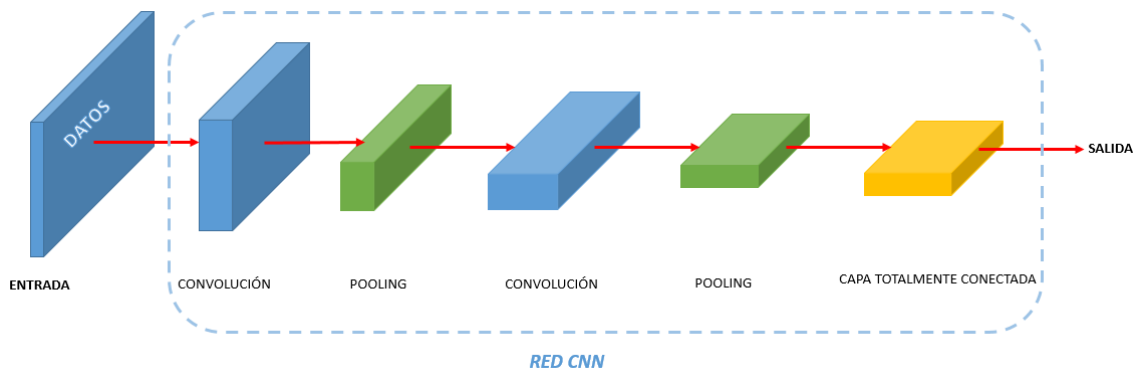 DATOS
SALIDA
ENTRADA
CONVOLUCIÓN
POOLING
CONVOLUCIÓN
POOLING
CAPA TOTALMENTE CONECTADA
RED CNN